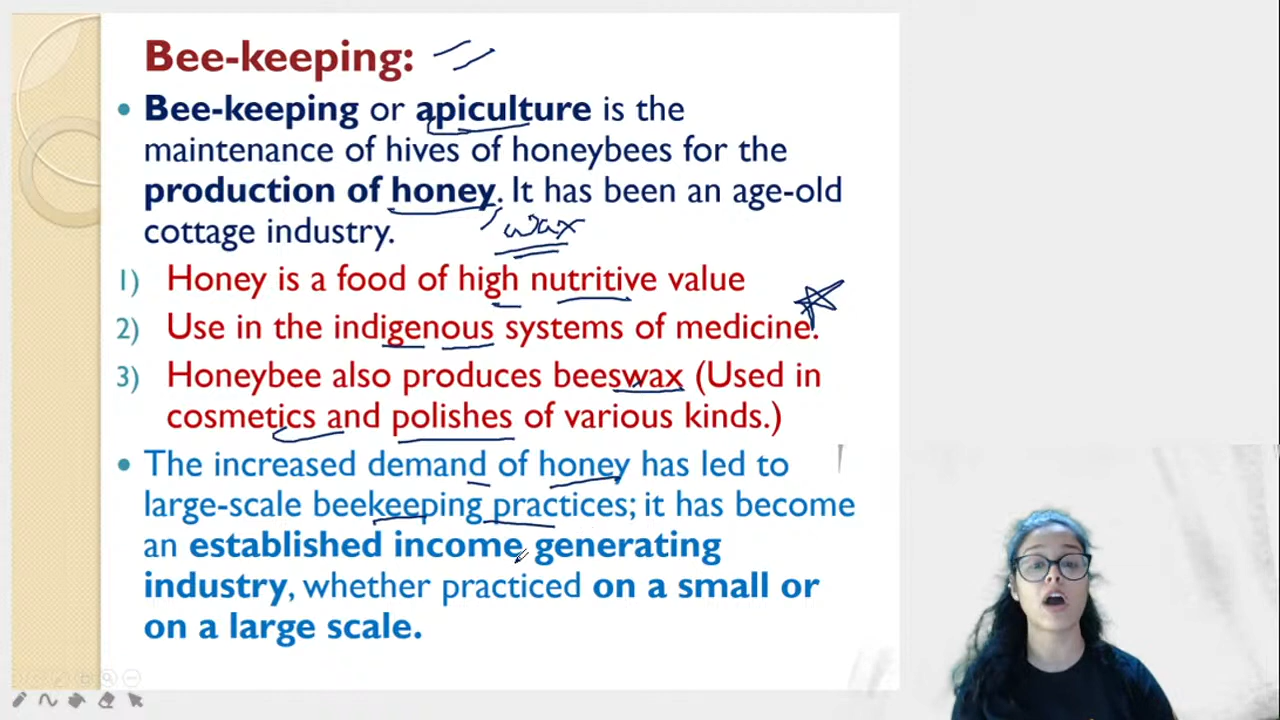 Bee-keeping:
• Bee-keeping or apiculture is the
maintenance of hives of honeybees for the
production of honey. It has been an age-old
cottage industry.
wax
1) Honey is a food of high nutritive value
2) Use in the indigenous systems of medicine.
3) Honeybee also produces beeswax (Used in
cosmetics and polishes of various kinds.)
• The increased demand of honey has led to
large-scale beekeeping practices; it has become
an established income generating
industry, whether practiced on a small or
on a large scale.